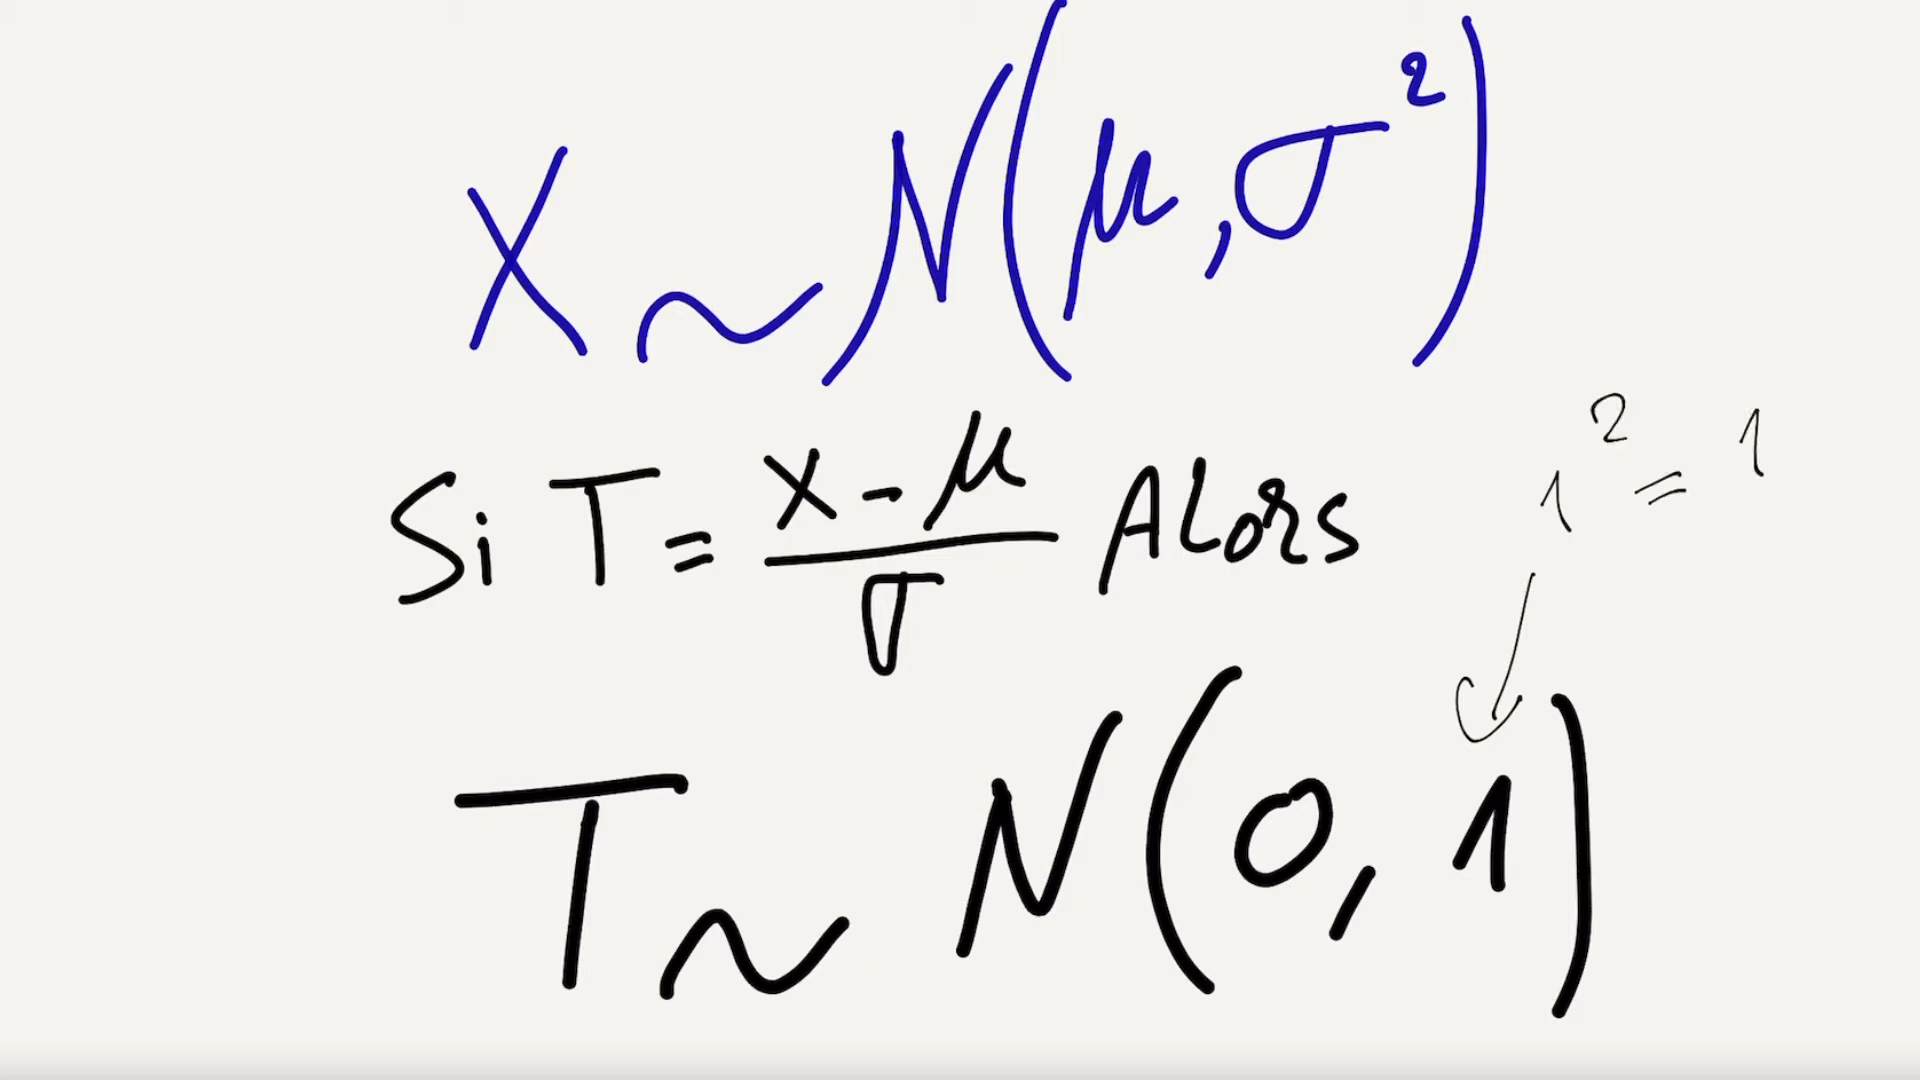 X ~ N(μ, σ²)
Si T = (X - μ)/σ ALors
1² = 1
T ~ N(0, 1)